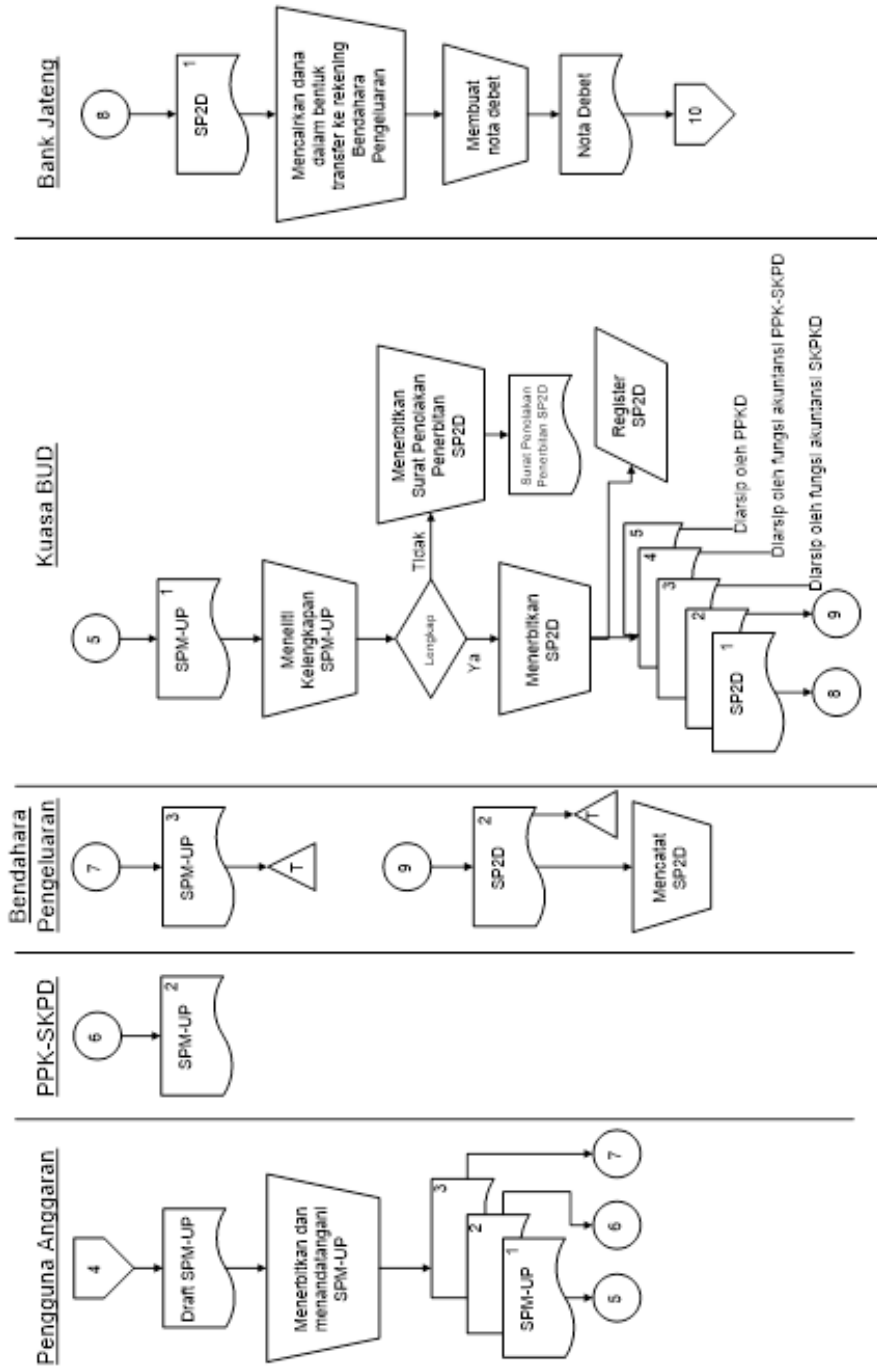 Pengguna Anggaran
4
Draft SPM-UP
Menerbitkan dan
menandatangani
SPM-UP
3
2
1
SPM-UP
5
6
7
PPK-SKPD
6
2
SPM-UP
Bendahara
Pengeluaran
7
3
SPM-UP
T
9
2
SP2D
T
Mencatat
SP2D
Kuasa BUD
5
1
SPM-UP
Meneliti
Kelengkapan
SPM-UP
Lengkap
Tidak
Ya
Menerbitkan
Surat Penolakan
Penerbitan
SP2D
Surat Penolakan
Penerbitan SP2D
Menerbitkan
SP2D
Register
SP2D
5
4
3
2
1
SP2D
Diarsip oleh PPKD
Diarsip oleh fungsi akuntansi PPK-SKPD
Diarsip oleh fungsi akuntansi SKPKD
8
9
Bank Jateng
8
1
SP2D
Mencairkan dana
dalam bentuk
transfer ke rekening
Bendahara
Pengeluaran
Membuat
nota debet
Nota Debet
10